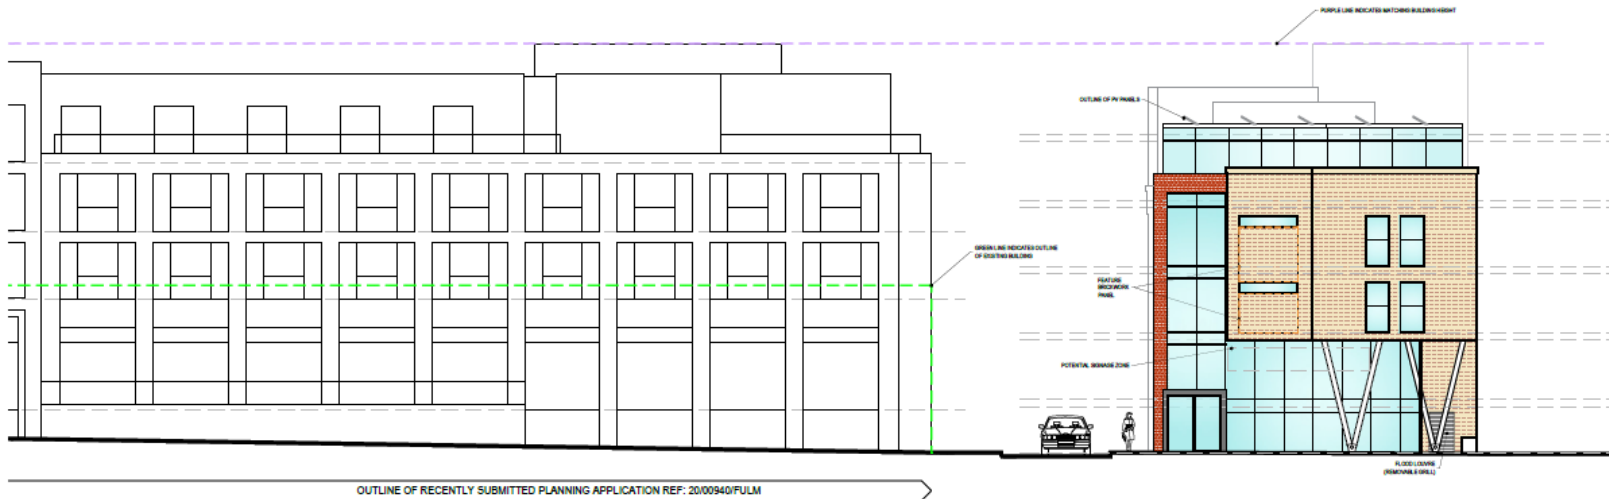 PURPLE LINE INDICATED MATCHING BUILDING HEIGHT
OUTLINE OF PV PANELS
GREEN LINE INDICATES OUTLINE
OF EXISTING BUILDING
FEATURE
BRICKWORK
PANEL
POTENTIAL SIGNAGE ZONE
FLOOD LOUVRE
(REMOVABLE GRILL)
OUTLINE OF RECENTLY SUBMITTED PLANNING APPLICATION REF: 20/00940/FULM